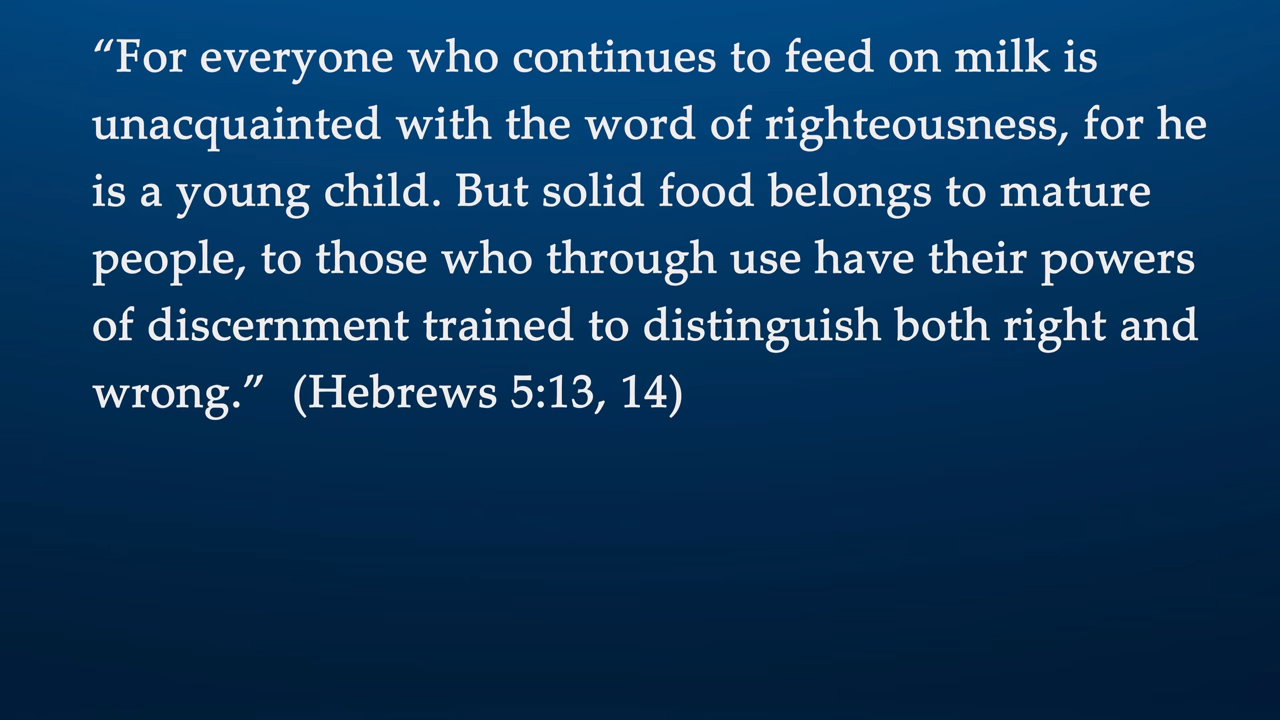 “For everyone who continues to feed on milk is
unacquainted with the word of righteousness, for he
is a young child. But solid food belongs to mature
people, to those who through use have their powers
of discernment trained to distinguish both right and
wrong.”  (Hebrews 5:13, 14)